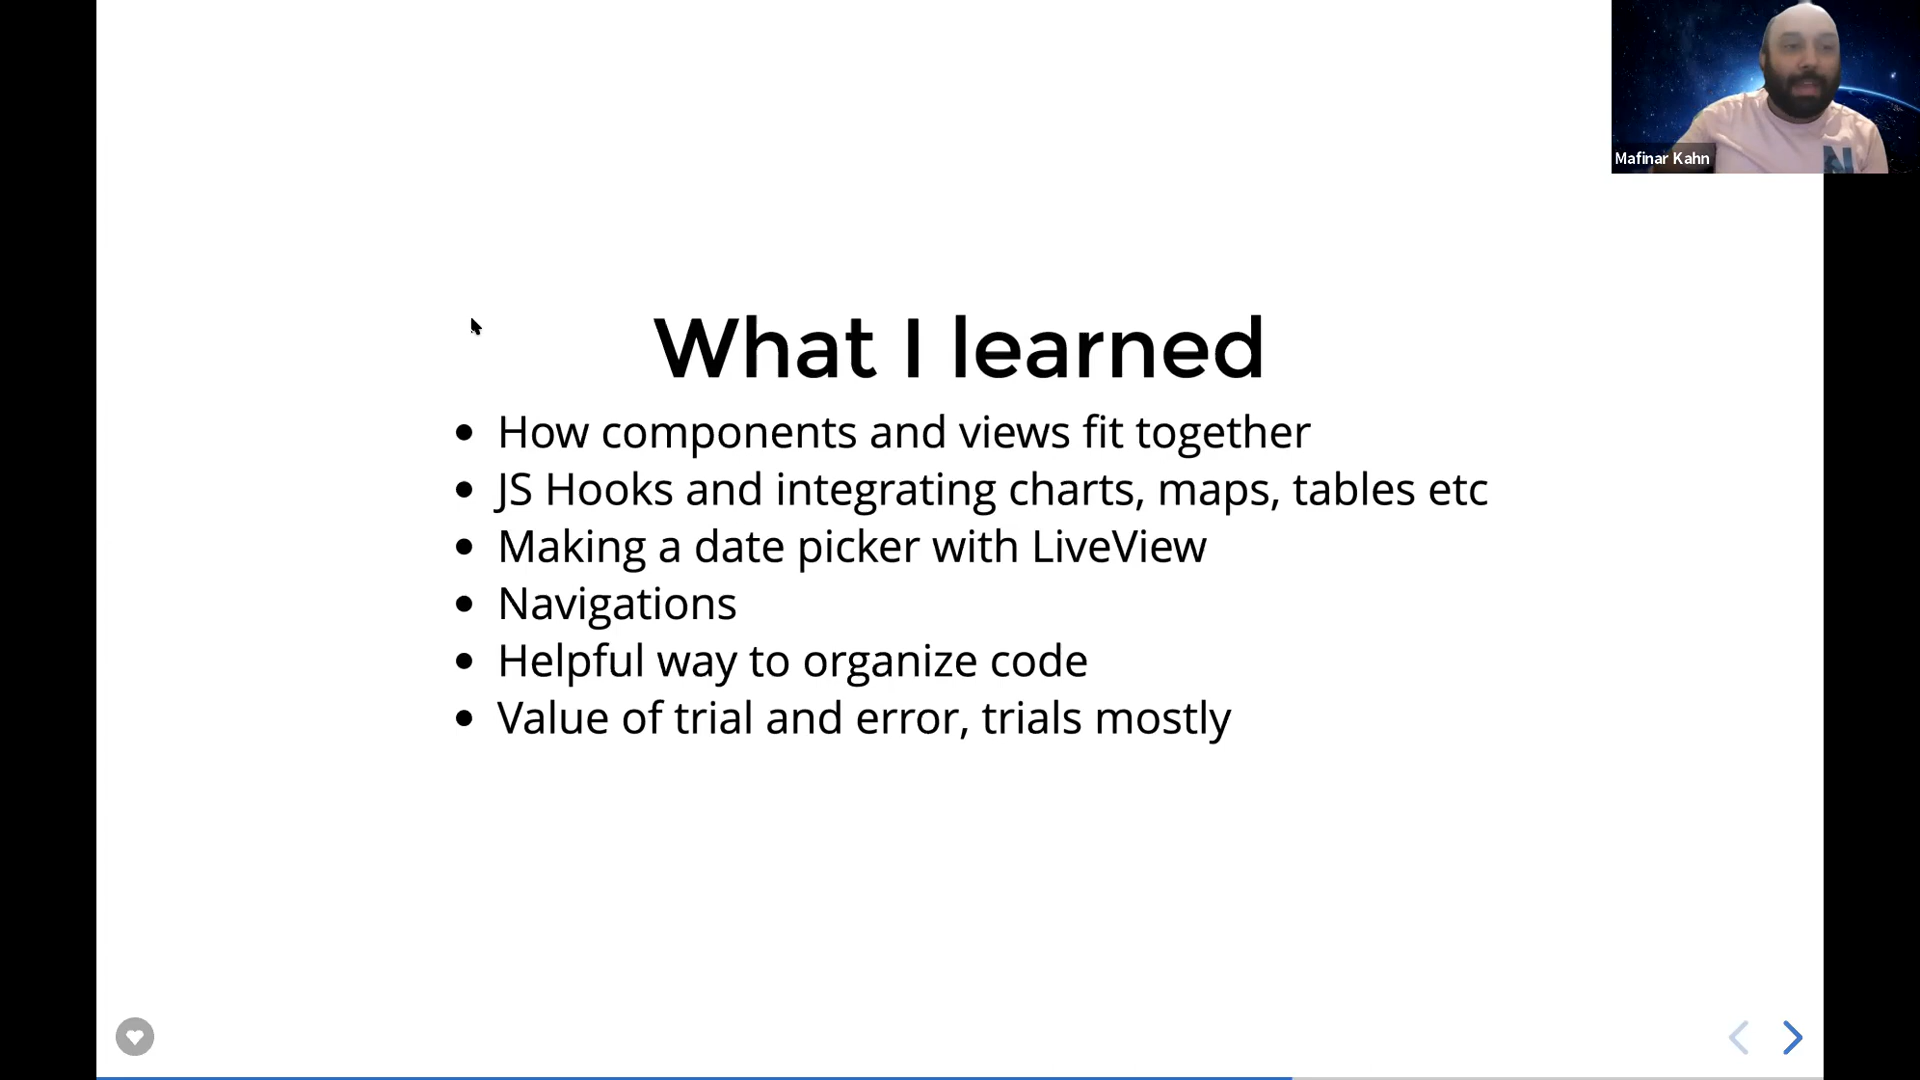 Mafinar Kahn
N
What I learned
How components and views fit together
JS Hooks and integrating charts, maps, tables etc
Making a date picker with LiveView
Navigations
Helpful way to organize code
Value of trial and error, trials mostly